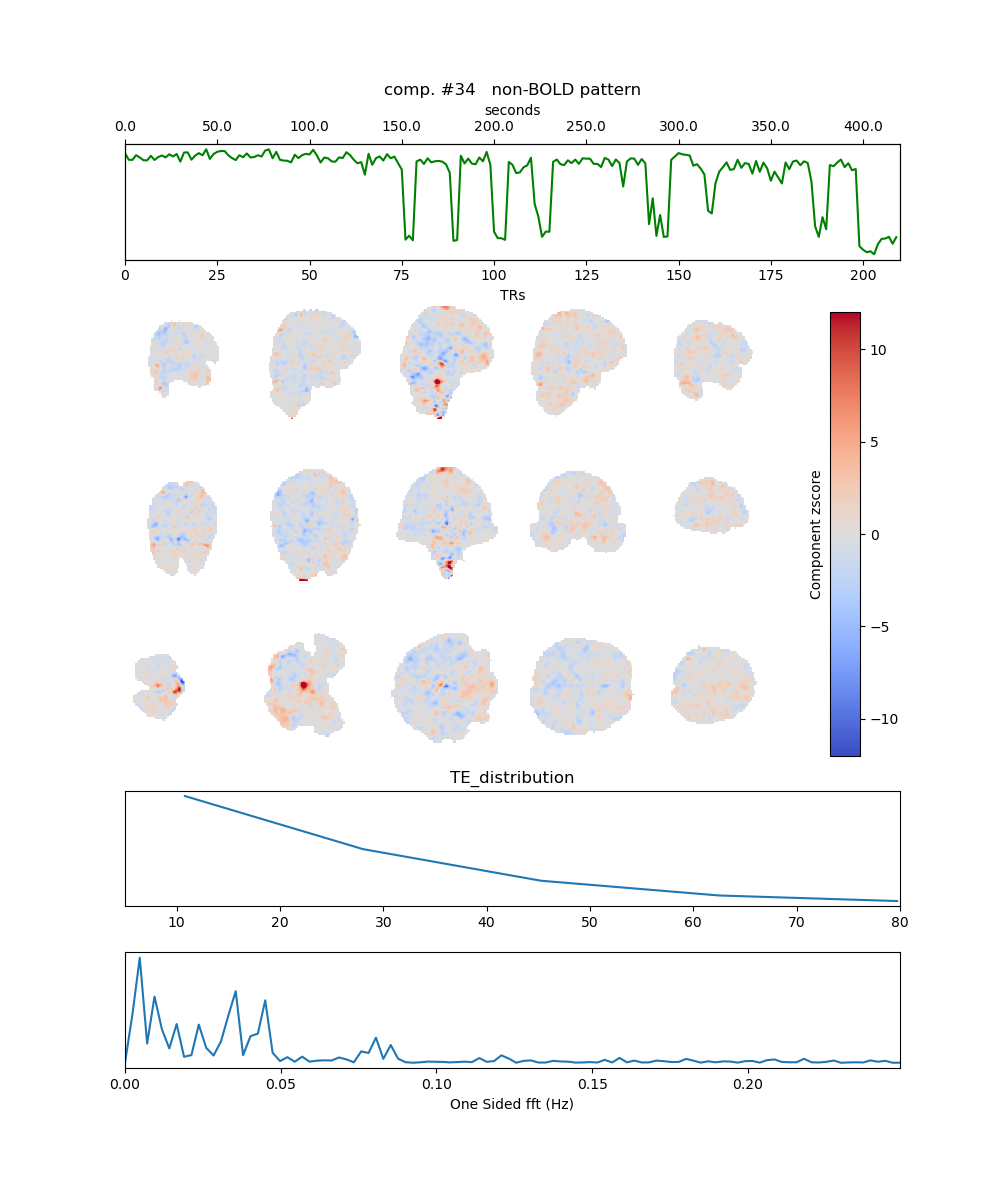 comp. #34   non-BOLD pattern
seconds
0.0 50.0 100.0 150.0 200.0 250.0 300.0 350.0 400.0
0 25 50 75 100 125 150 175 200
TRs
10
5
0
−5
−10
Component zscore
TE_distribution
10 20 30 40 50 60 70 80
0.00 0.05 0.10 0.15 0.20
One Sided fft (Hz)